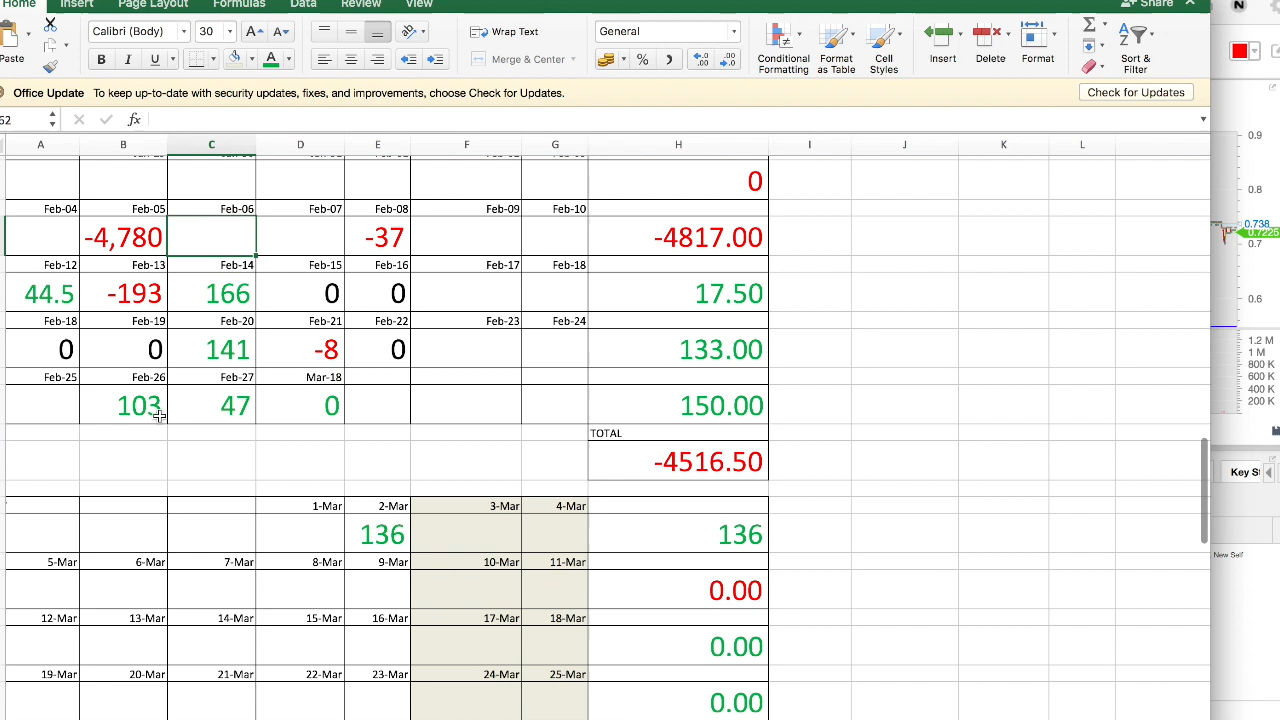 Home Insert Page Layout Formulas Data Review View Share
Calibri (Body) 30 A A Wrap Text General
Paste B I U A Merge & Center % Conditional Formatting Format as Table Cell Styles Insert Delete Format Sort & Filter
Office Update To keep up-to-date with security updates, fixes, and improvements, choose Check for Updates. Check for Updates
62 fx
A B C D E F G H I J K L
0
Feb-04 Feb-05 Feb-06 Feb-07 Feb-08 Feb-09 Feb-10
-4,780 -37 -4817.00
Feb-12 Feb-13 Feb-14 Feb-15 Feb-16 Feb-17 Feb-18
44.5 -193 166 0 0 17.50
Feb-18 Feb-19 Feb-20 Feb-21 Feb-22 Feb-23 Feb-24
0 0 141 -8 0 133.00
Feb-25 Feb-26 Feb-27 Mar-18
103 47 0 150.00
TOTAL
-4516.50
1-Mar 2-Mar 3-Mar 4-Mar
136 136
5-Mar 6-Mar 7-Mar 8-Mar 9-Mar 10-Mar 11-Mar
0.00
12-Mar 13-Mar 14-Mar 15-Mar 16-Mar 17-Mar 18-Mar
0.00
19-Mar 20-Mar 21-Mar 22-Mar 23-Mar 24-Mar 25-Mar
0.00
N
0.9
0.8
0.738
0.7225
0.7
0.6
1.2 M
1 M
800 K
600 K
400 K
200 K
Key S
New Self